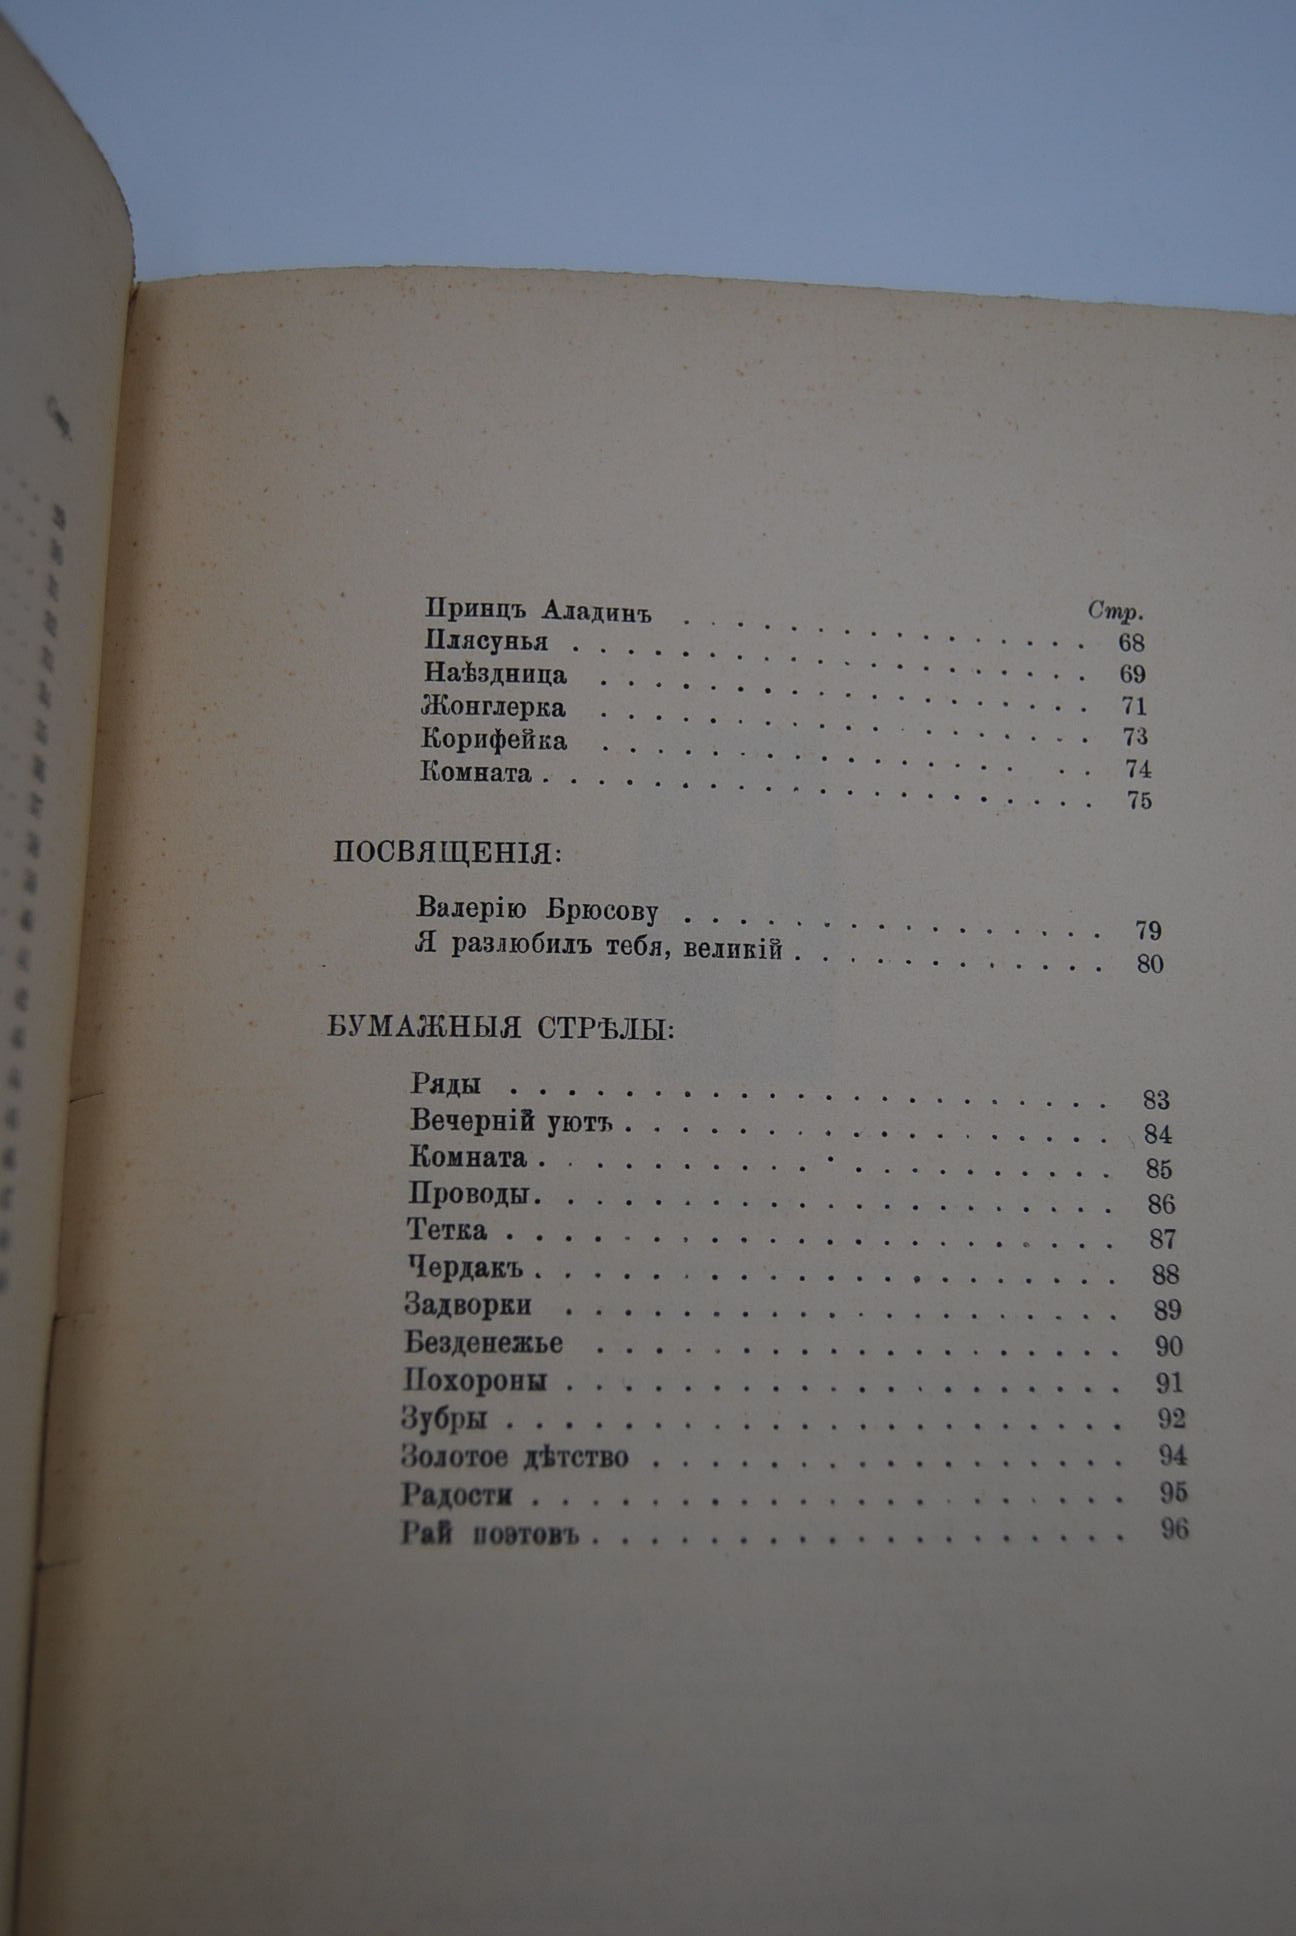 Стр.
Принцъ Аладинъ . . . . . . . . . . . . . . . 68
Плясунья . . . . . . . . . . . . . . . . . . . 69
Наѣздница . . . . . . . . . . . . . . . . . . 71
Жонглерка . . . . . . . . . . . . . . . . . . 73
Корифейка . . . . . . . . . . . . . . . . . . 74
Комната . . . . . . . . . . . . . . . . . . . . 75
ПОСВЯЩЕНІЯ:
Валерію Брюсову . . . . . . . . . . . . . . . 79
Я разлюбилъ тебя, великій . . . . . . . . . . . . 80
БУМАЖНЫЯ СТРѢЛЫ:
Ряды . . . . . . . . . . . . . . . . . . . . . 83
Вечерній уютъ . . . . . . . . . . . . . . . . . 84
Комната . . . . . . . . . . . . . . . . . . . . 85
Проводы . . . . . . . . . . . . . . . . . . . . 86
Тетка . . . . . . . . . . . . . . . . . . . . . 87
Чердакъ . . . . . . . . . . . . . . . . . . . . 88
Задворки . . . . . . . . . . . . . . . . . . . 89
Безденежье . . . . . . . . . . . . . . . . . . 90
Похороны . . . . . . . . . . . . . . . . . . . 91
Зубры . . . . . . . . . . . . . . . . . . . . . 92
Золотое дѣтство . . . . . . . . . . . . . . . . 94
Радости . . . . . . . . . . . . . . . . . . . . 95
Рай поэтовъ . . . . . . . . . . . . . . . . . . 96